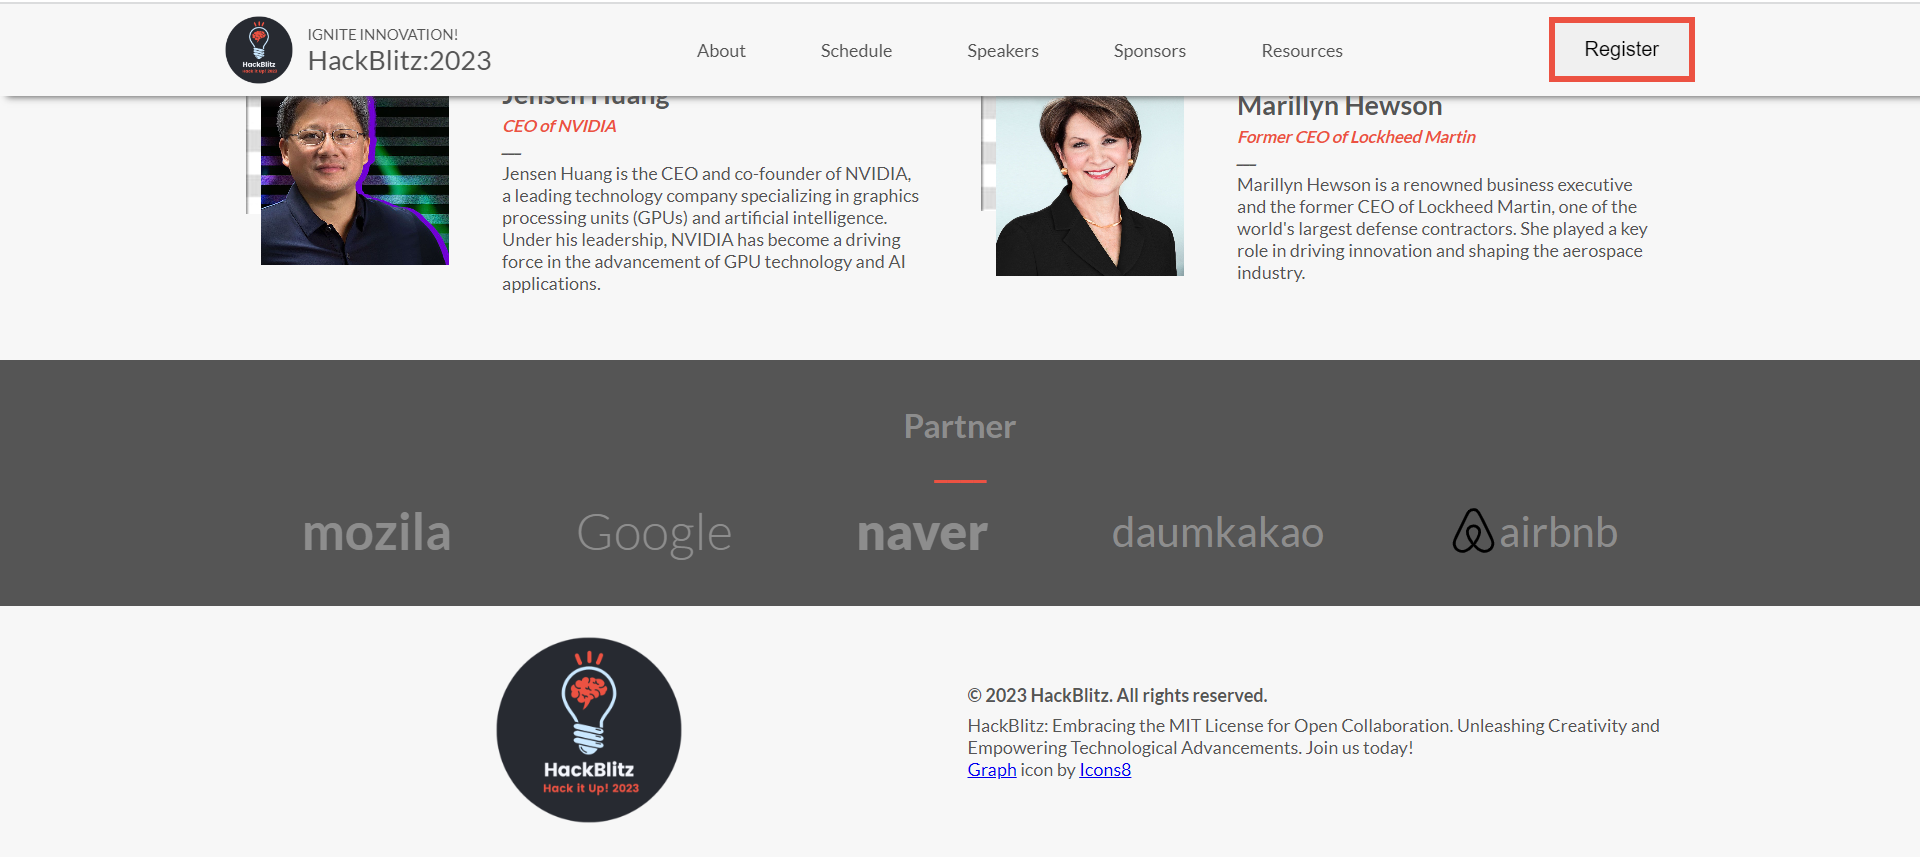 IGNITE INNOVATION!
HackBlitz:2023
HackBlitz
Hack it Up! 2023
About
Schedule
Speakers
Sponsors
Resources
Register
Jensen Huang
CEO of NVIDIA
Jensen Huang is the CEO and co-founder of NVIDIA,
a leading technology company specializing in graphics
processing units (GPUs) and artificial intelligence.
Under his leadership, NVIDIA has become a driving
force in the advancement of GPU technology and AI
applications.
Marillyn Hewson
Former CEO of Lockheed Martin
Marillyn Hewson is a renowned business executive
and the former CEO of Lockheed Martin, one of the
world's largest defense contractors. She played a key
role in driving innovation and shaping the aerospace
industry.
Partner
mozila
Google
naver
daumkakao
airbnb
HackBlitz
Hack it Up! 2023
© 2023 HackBlitz. All rights reserved.
HackBlitz: Embracing the MIT License for Open Collaboration. Unleashing Creativity and
Empowering Technological Advancements. Join us today!
Graph icon by Icons8